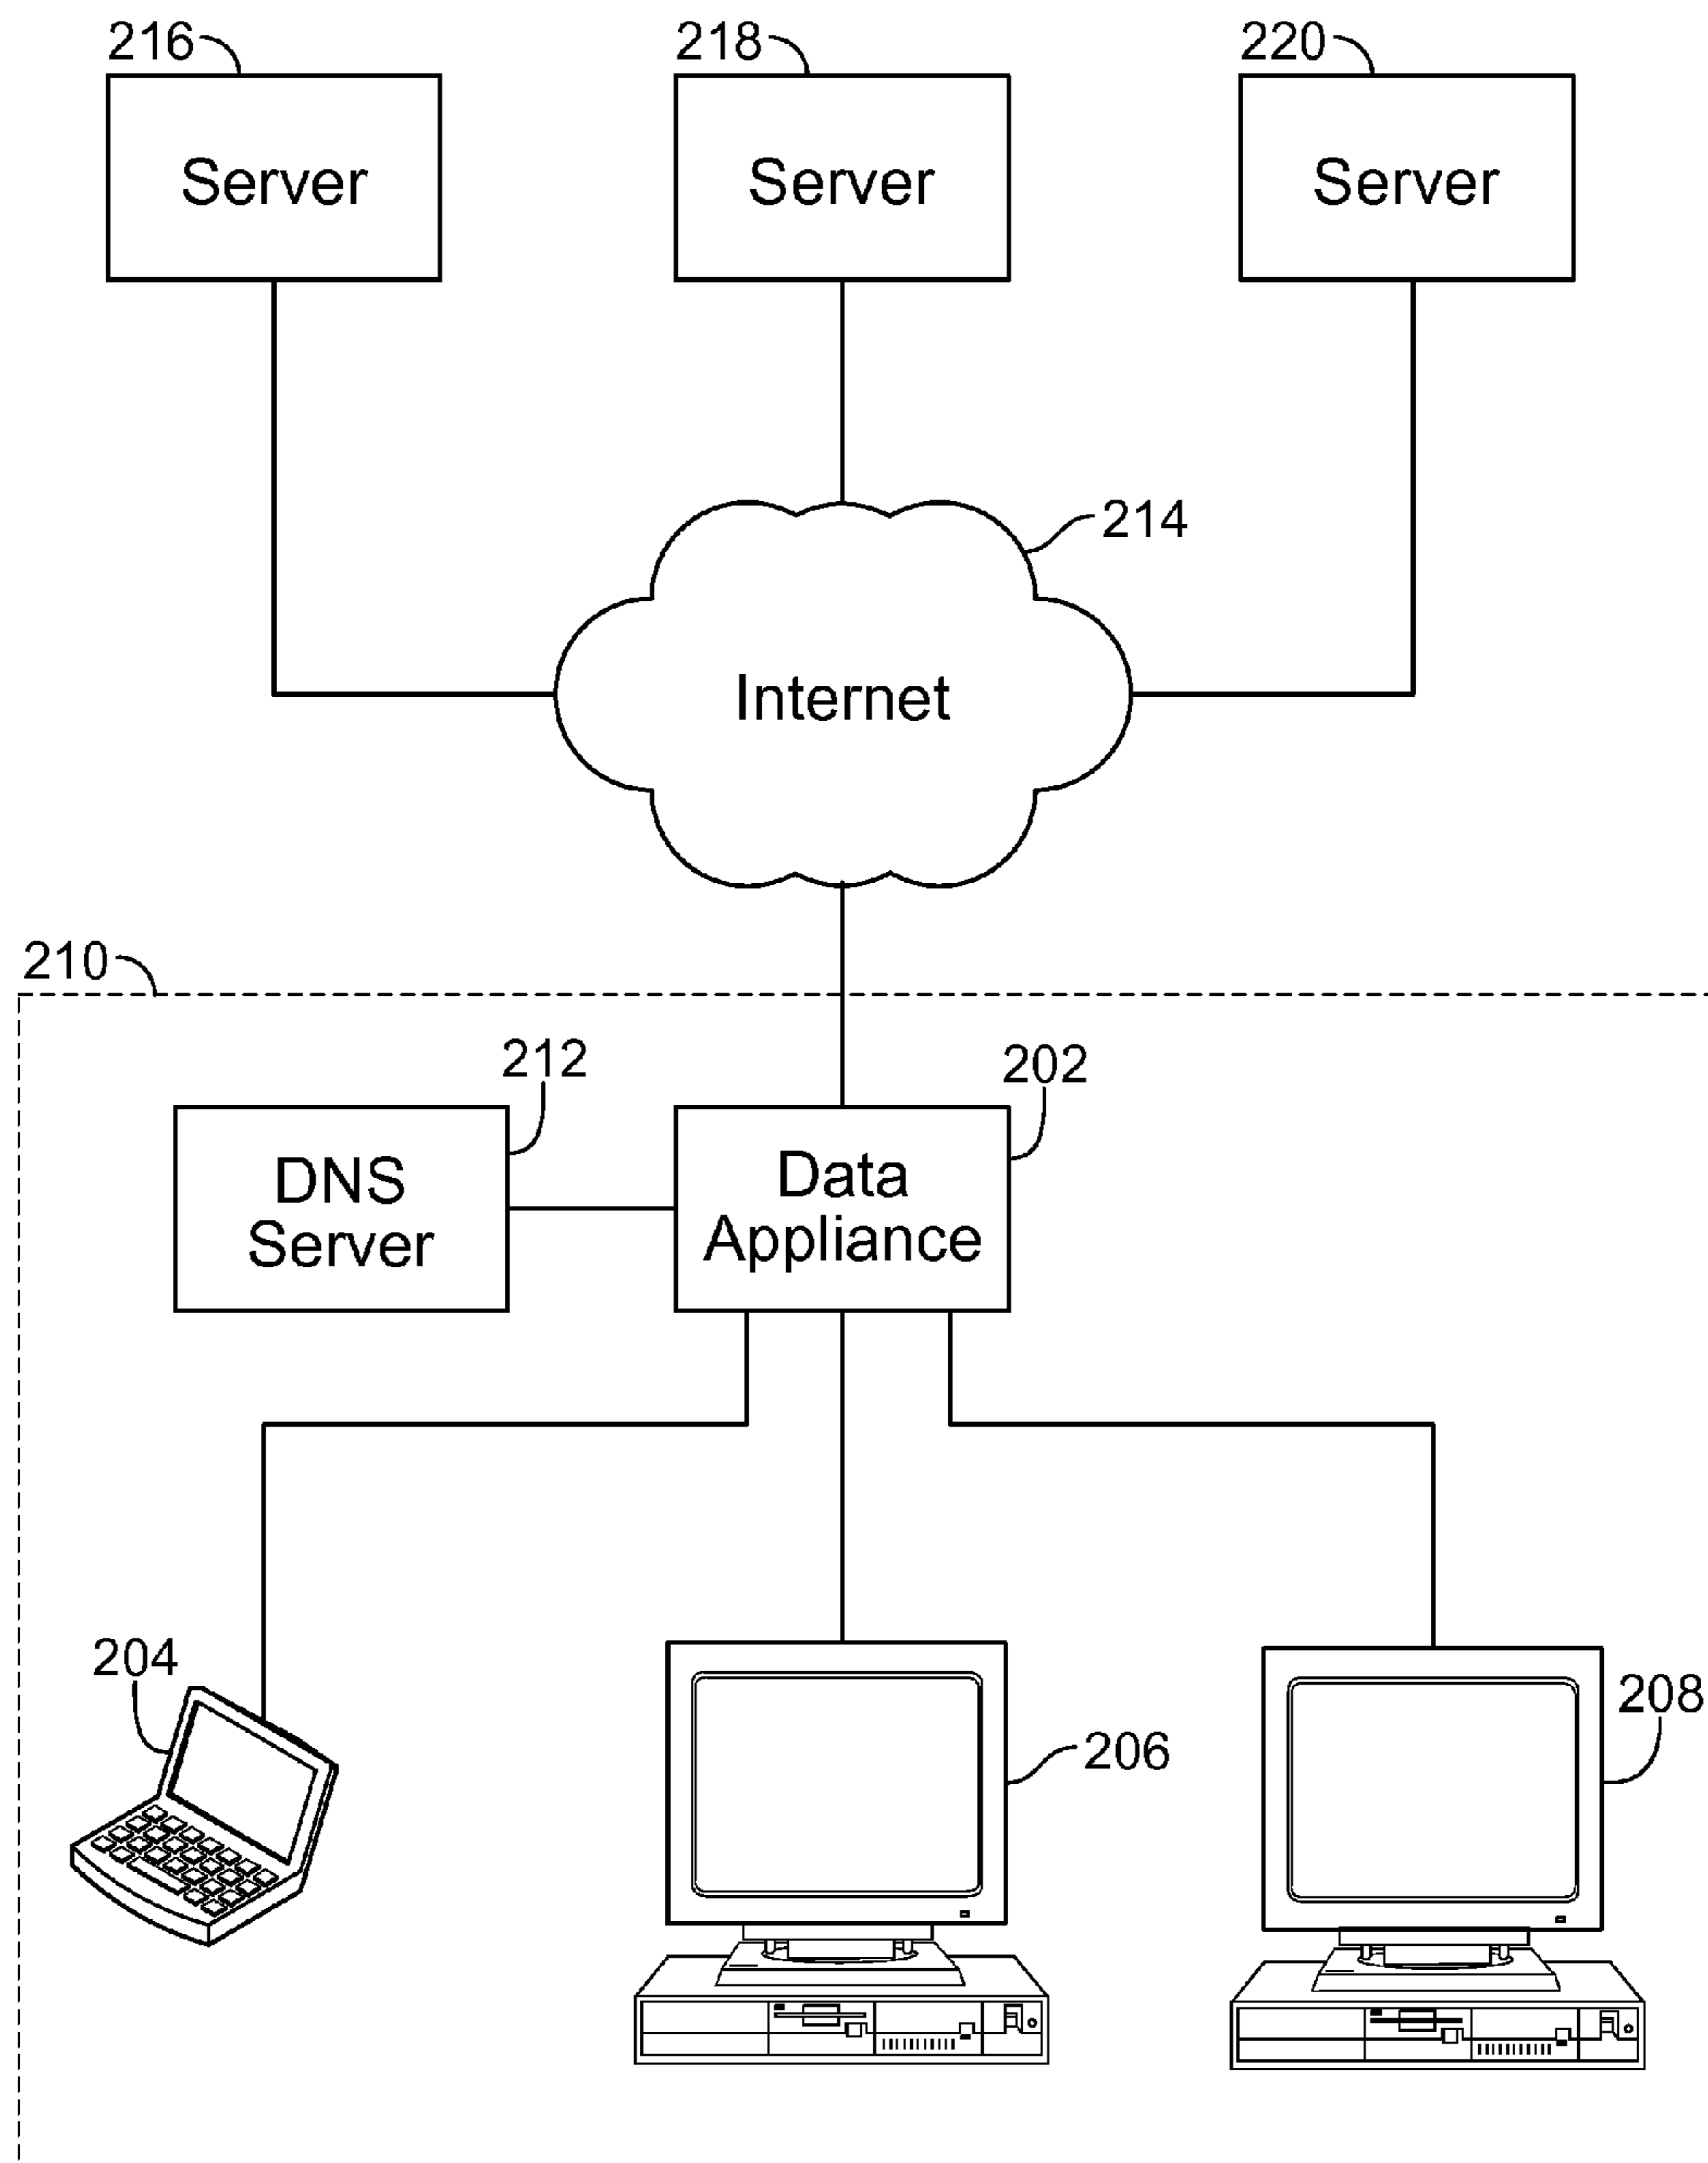 216
218
220
Server
Server
Server
214
Internet
210
212
202
DNS
Server
Data
Appliance
204
206
208